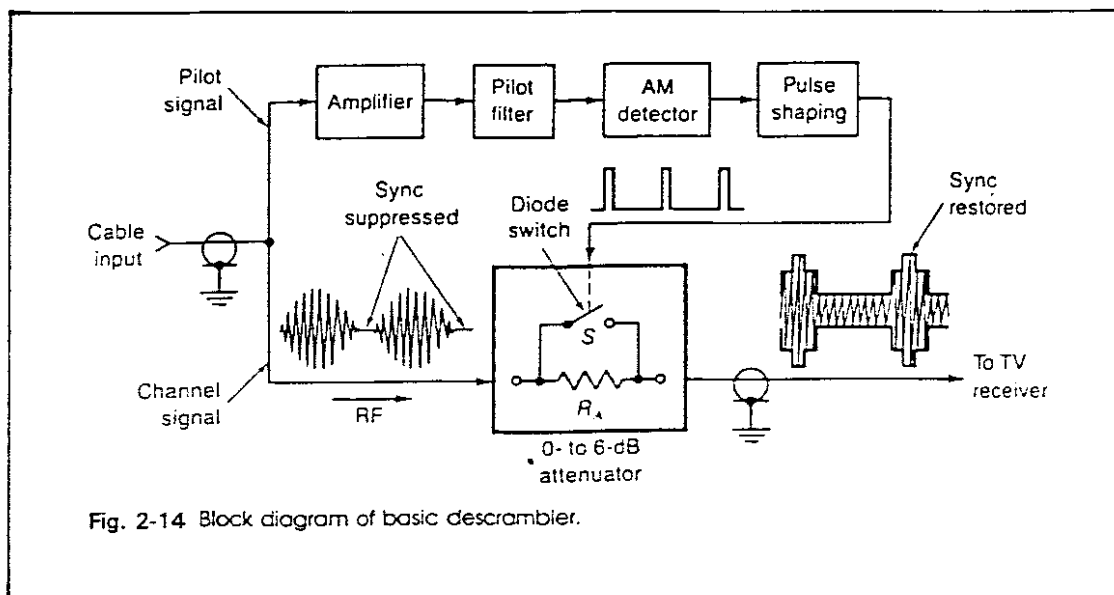 Pilot
signal
Amplifier
Pilot
filter
AM
detector
Pulse
shaping
Sync
suppressed
Diode
switch
Sync
restored
Cable
input
S
Channel
signal
RF
R
0- to 6-dB
attenuator
To TV
receiver
Fig. 2-14 Block diagram of basic descrambler.